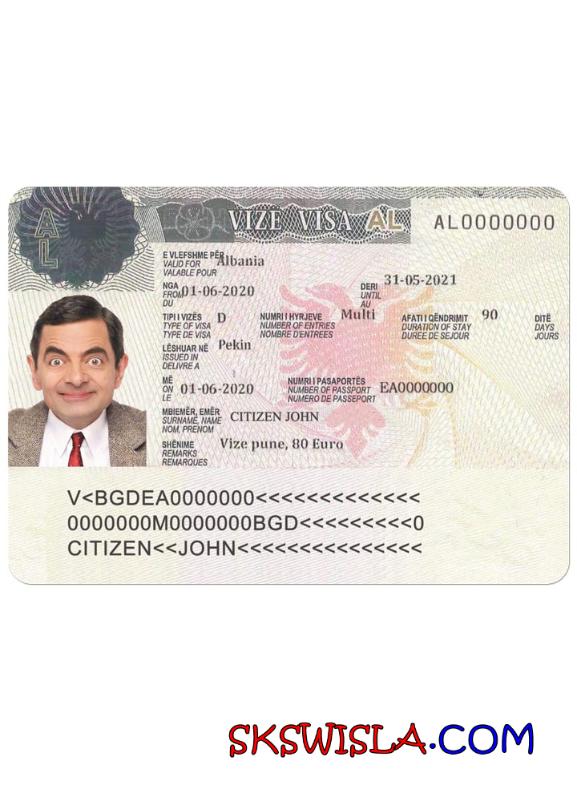 VIZE VISA AL
AL0000000
AL
E VLEFSHME PËR
VALID FOR
VALABLE POUR
Albania
NGA
FROM
DU
01-06-2020
DERI
UNTIL
AU
31-05-2021
TIPI I VIZËS
TYPE OF VISA
TYPE DE VISA
D
NUMRI I HYRJEVE
NUMBER OF ENTRIES
NOMBRE D'ENTREES
Multi
AFATI I QËNDRIMIT
DURATION OF STAY
DUREE DE SEJOUR
90
DITË
DAYS
JOURS
LËSHUAR NË
ISSUED IN
DELIVRE A
Pekin
MË
ON
LE
01-06-2020
NUMRI I PASAPORTËS
NUMBER OF PASSPORT
NUMERO DE PASSEPORT
EA0000000
MBIEMËR, EMËR
SURNAME, NAME
NOM, PRENOM
CITIZEN JOHN
SHËNIME
REMARKS
REMARQUES
Vize pune, 80 Euro
V<BGDEA0000000<<<<<<<<<<<<<
0000000M0000000BGD<<<<<<<<<0
CITIZEN<<JOHN<<<<<<<<<<<<<<<
SKSWISLA.COM